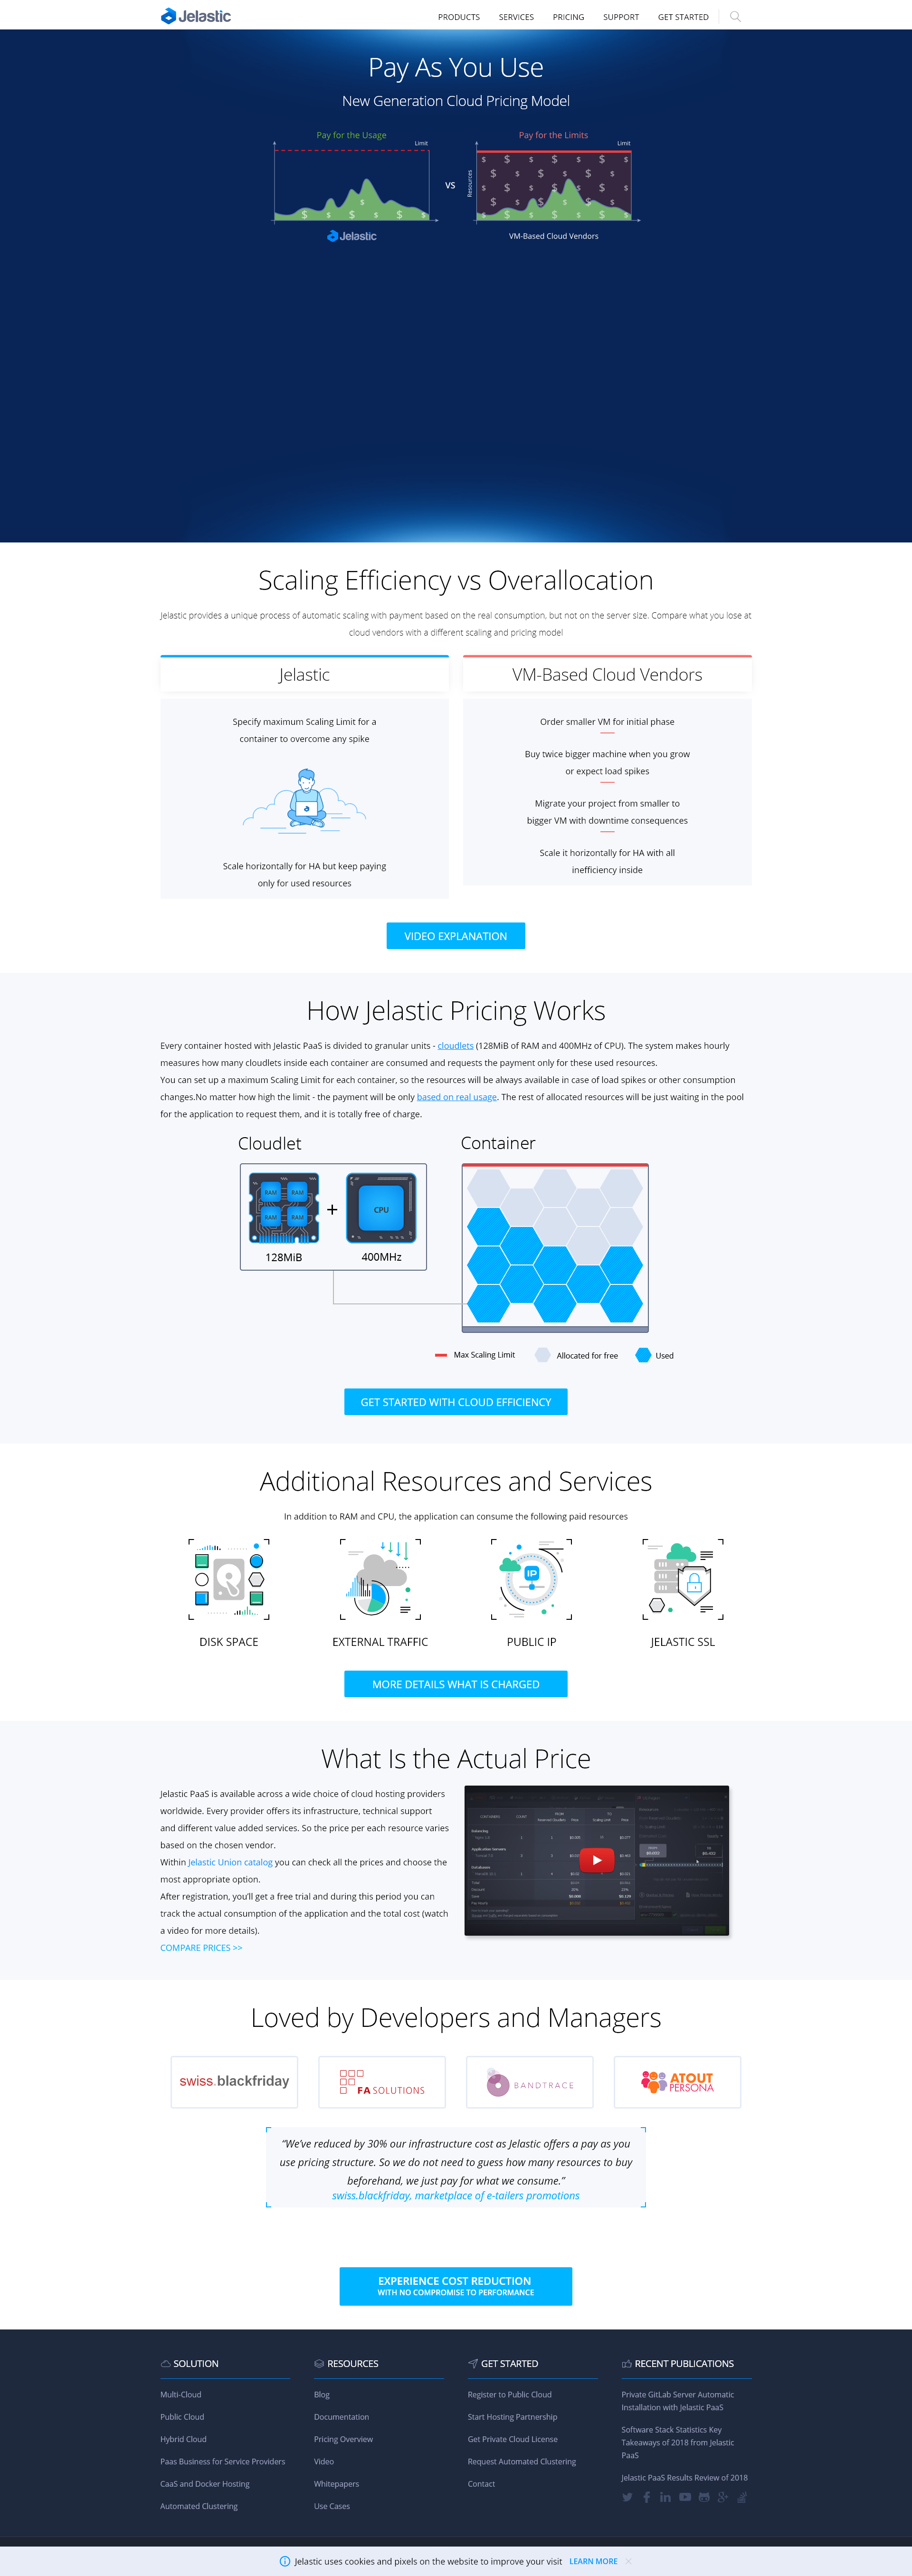 Jelastic
PRODUCTS SERVICES PRICING SUPPORT GET STARTED
Pay As You Use
New Generation Cloud Pricing Model
Pay for the Usage
Limit
Jelastic
VS
Pay for the Limits
Limit
Resources
VM-Based Cloud Vendors
Scaling Efficiency vs Overallocation
Jelastic provides a unique process of automatic scaling with payment based on the real consumption, but not on the server size. Compare what you lose at
cloud vendors with a different scaling and pricing model
Jelastic
Specify maximum Scaling Limit for a
container to overcome any spike
Scale horizontally for HA but keep paying
only for used resources
VM-Based Cloud Vendors
Order smaller VM for initial phase
Buy twice bigger machine when you grow
or expect load spikes
Migrate your project from smaller to
bigger VM with downtime consequences
Scale it horizontally for HA with all
inefficiency inside
VIDEO EXPLANATION
How Jelastic Pricing Works
Every container hosted with Jelastic PaaS is divided to granular units - cloudlets (128MiB of RAM and 400MHz of CPU). The system makes hourly
measures how many cloudlets inside each container are consumed and requests the payment only for these used resources.
You can set up a maximum Scaling Limit for each container, so the resources will be always available in case of load spikes or other consumption
changes.No matter how high the limit - the payment will be only based on real usage. The rest of allocated resources will be just waiting in the pool
for the application to request them, and it is totally free of charge.
Cloudlet
RAM RAM
RAM RAM
+
CPU
128MiB
400MHz
Container
Max Scaling Limit
Allocated for free
Used
GET STARTED WITH CLOUD EFFICIENCY
Additional Resources and Services
In addition to RAM and CPU, the application can consume the following paid resources
IP
DISK SPACE
EXTERNAL TRAFFIC
PUBLIC IP
JELASTIC SSL
MORE DETAILS WHAT IS CHARGED
What Is the Actual Price
Jelastic PaaS is available across a wide choice of cloud hosting providers
worldwide. Every provider offers its infrastructure, technical support
and different value added services. So the price per each resource varies
based on the chosen vendor.
Within Jelastic Union catalog you can check all the prices and choose the
most appropriate option.
After registration, you'll get a free trial and during this period you can
track the actual consumption of the application and the total cost (watch
a video for more details).
COMPARE PRICES >>
Loved by Developers and Managers
swiss.blackfriday
FA SOLUTIONS
BANDTRACE
ATOUT
PERSONA
“We’ve reduced by 30% our infrastructure cost as Jelastic offers a pay as you
use pricing structure. So we do not need to guess how many resources to buy
beforehand, we just pay for what we consume.”
swiss.blackfriday, marketplace of e-tailers promotions
EXPERIENCE COST REDUCTION
WITH NO COMPROMISE TO PERFORMANCE
SOLUTION
Multi-Cloud
Public Cloud
Hybrid Cloud
Paas Business for Service Providers
CaaS and Docker Hosting
Automated Clustering
RESOURCES
Blog
Documentation
Pricing Overview
Video
Whitepapers
Use Cases
GET STARTED
Register to Public Cloud
Start Hosting Partnership
Get Private Cloud License
Request Automated Clustering
Contact
RECENT PUBLICATIONS
Private GitLab Server Automatic
Installation with Jelastic PaaS
Software Stack Statistics Key
Takeaways of 2018 from Jelastic
PaaS
Jelastic PaaS Results Review of 2018
Jelastic uses cookies and pixels on the website to improve your visit LEARN MORE